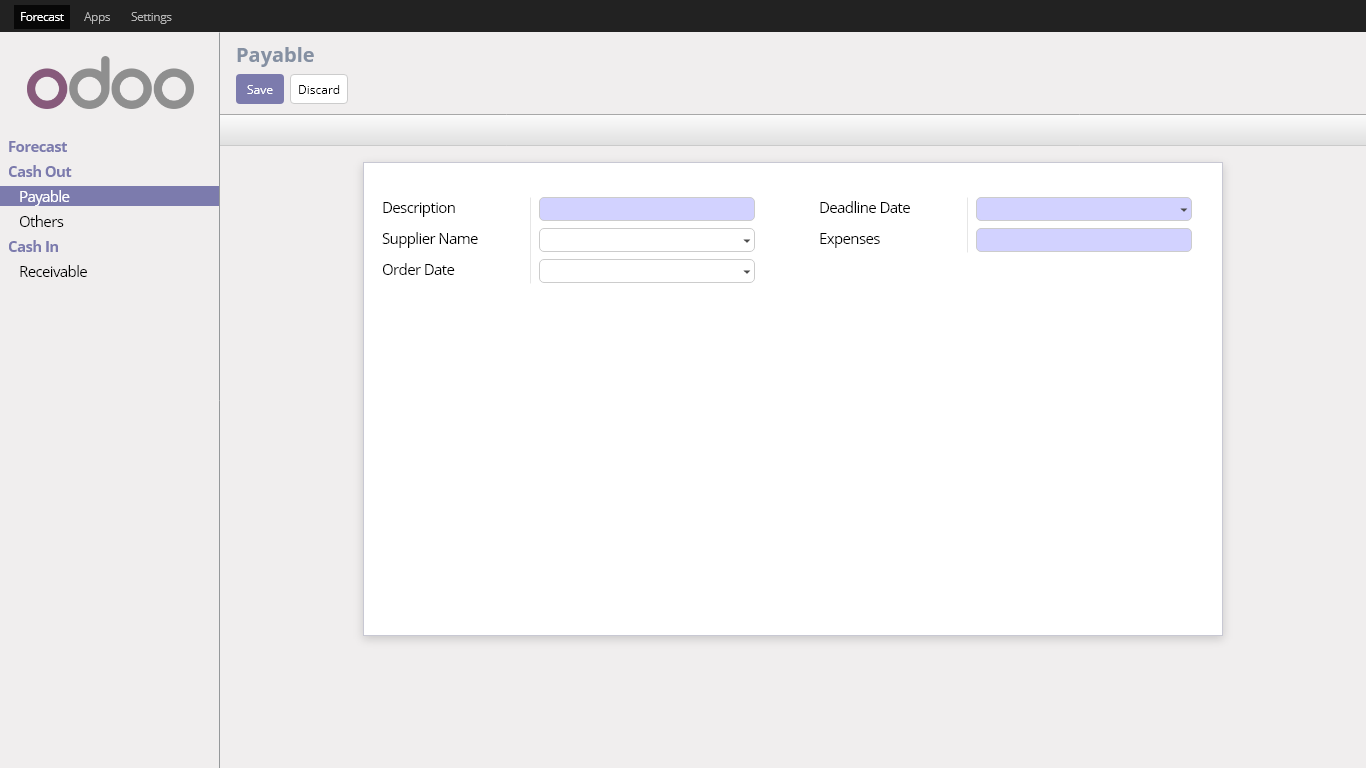 Forecast Apps Settings
odoo
Forecast
Cash Out
Payable
Others
Cash In
Receivable
Payable
Save Discard
Description
Supplier Name
Order Date
Deadline Date
Expenses